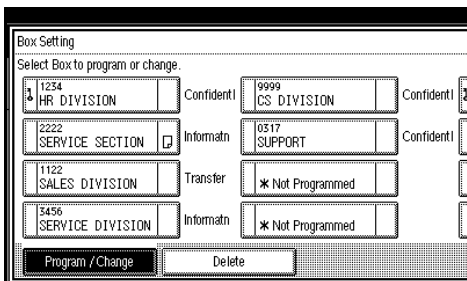 Box Setting
Select Box to program or change.
1234
HR DIVISION
Confidentl
9999
CS DIVISION
Confidentl
2222
SERVICE SECTION
Informatn
0317
SUPPORT
Confidentl
1122
SALES DIVISION
Transfer
* Not Programmed
3456
SERVICE DIVISION
Informatn
* Not Programmed
Program / Change
Delete